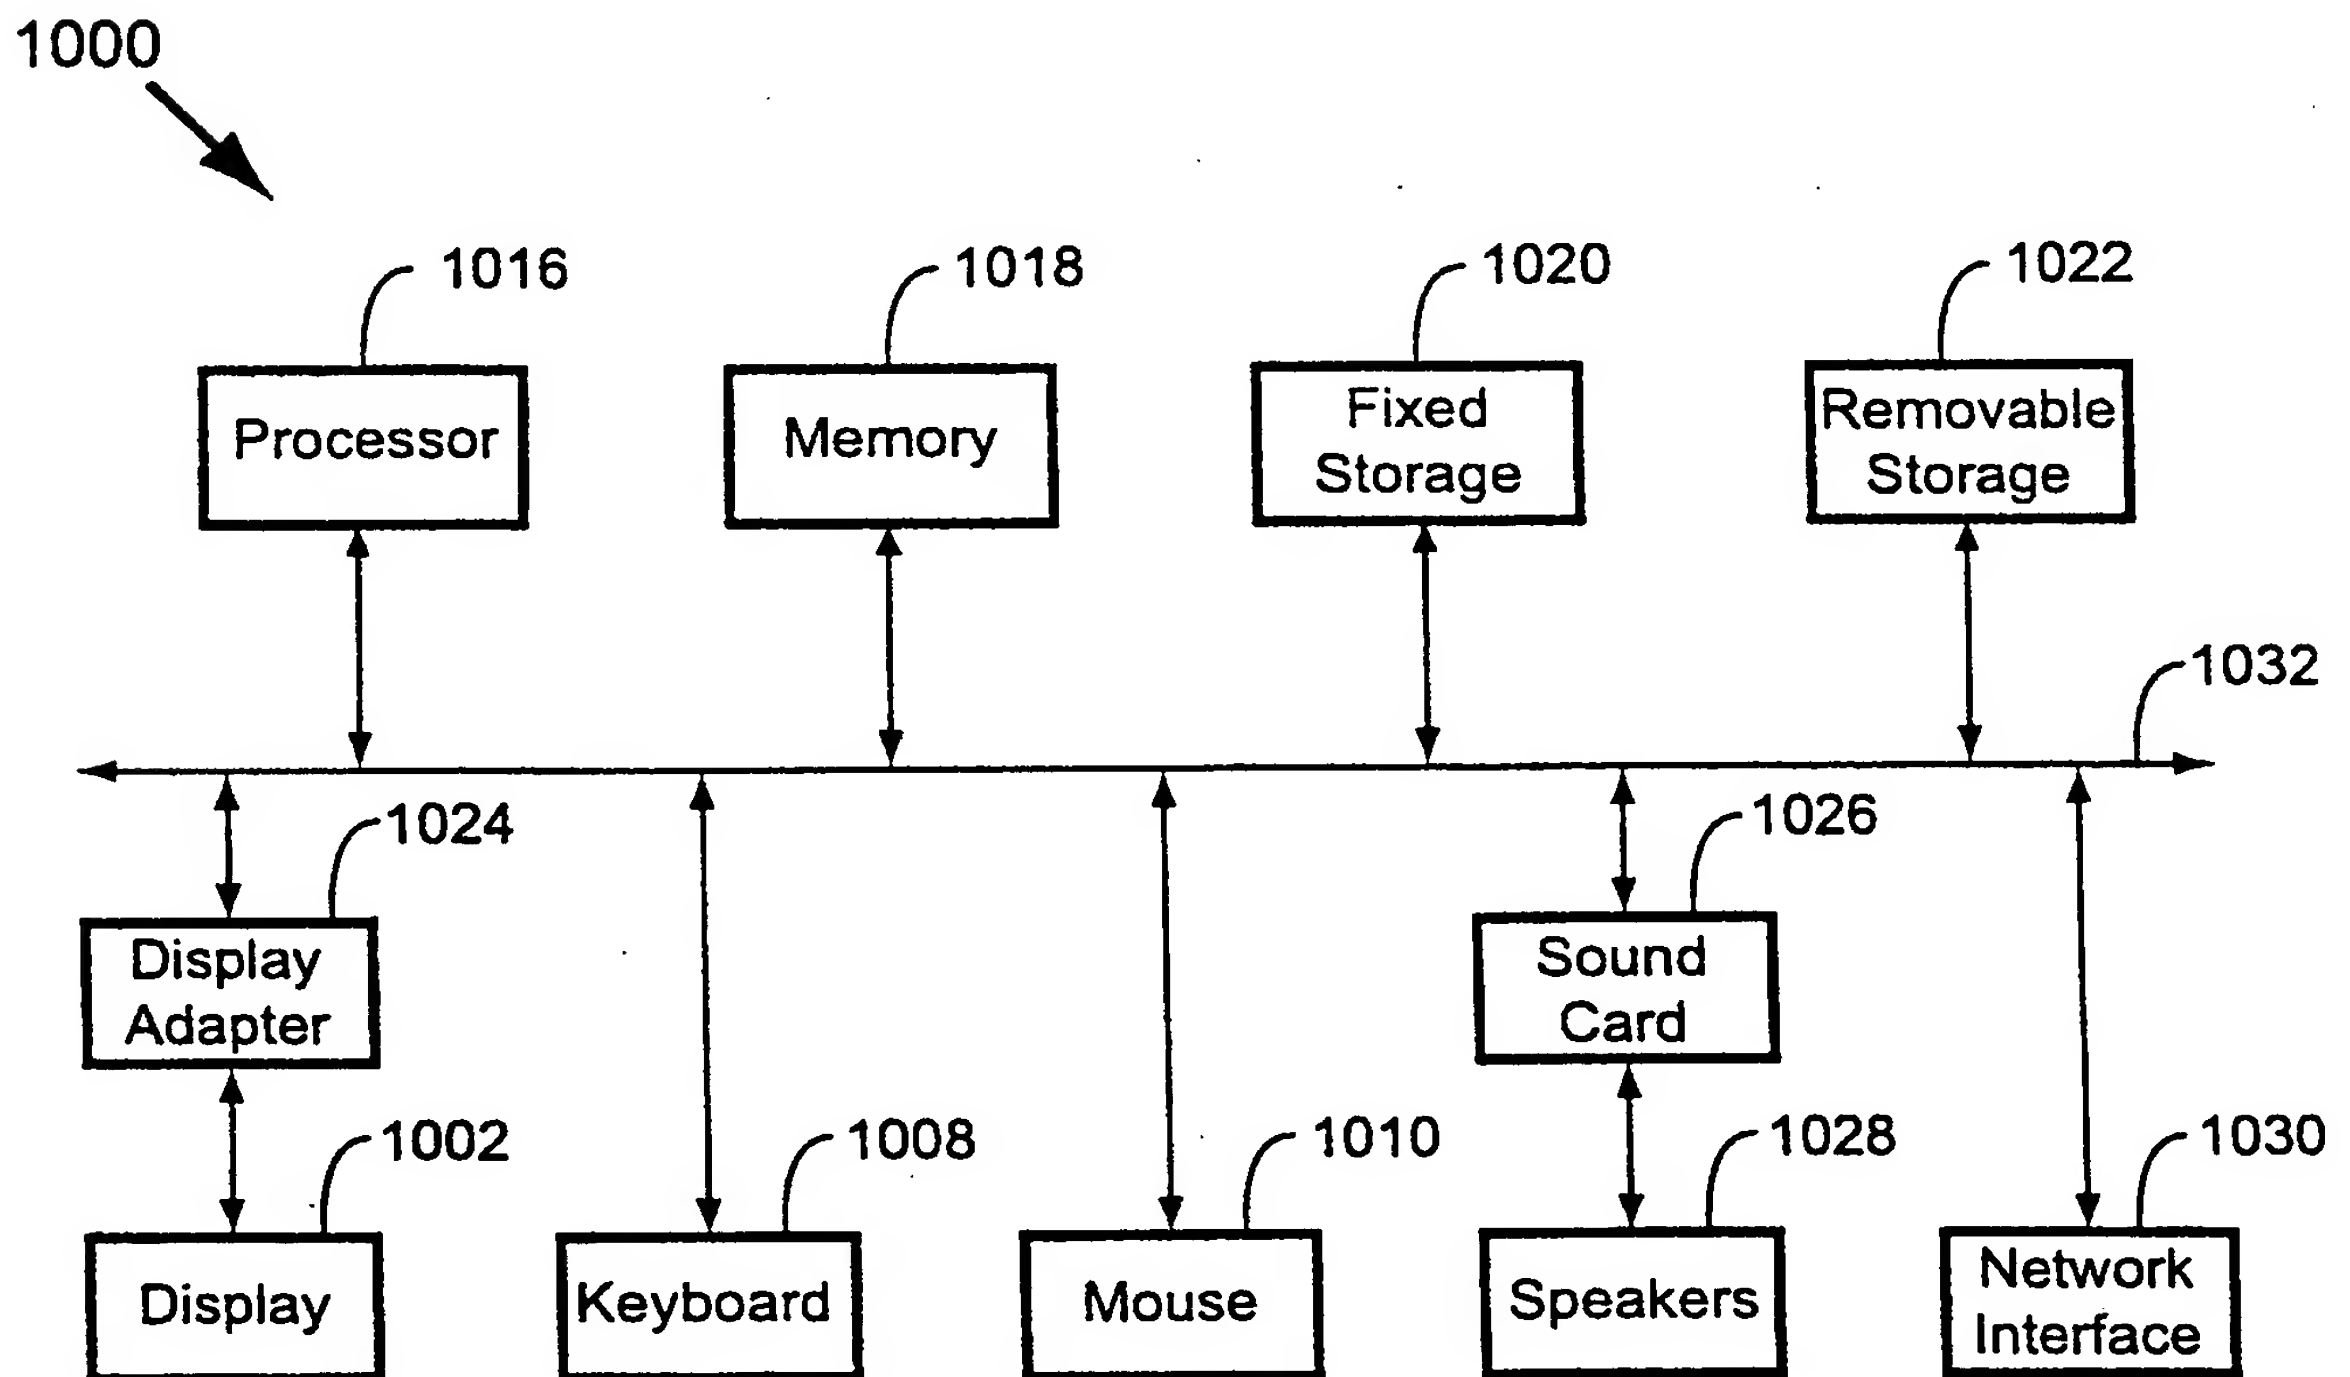 1000
1016
1018
1020
1022
Processor
Memory
Fixed
Storage
Removable
Storage
1032
1024
1026
Display
Adapter
Sound
Card
1002
1008
1010
1028
1030
Display
Keyboard
Mouse
Speakers
Network
Interface